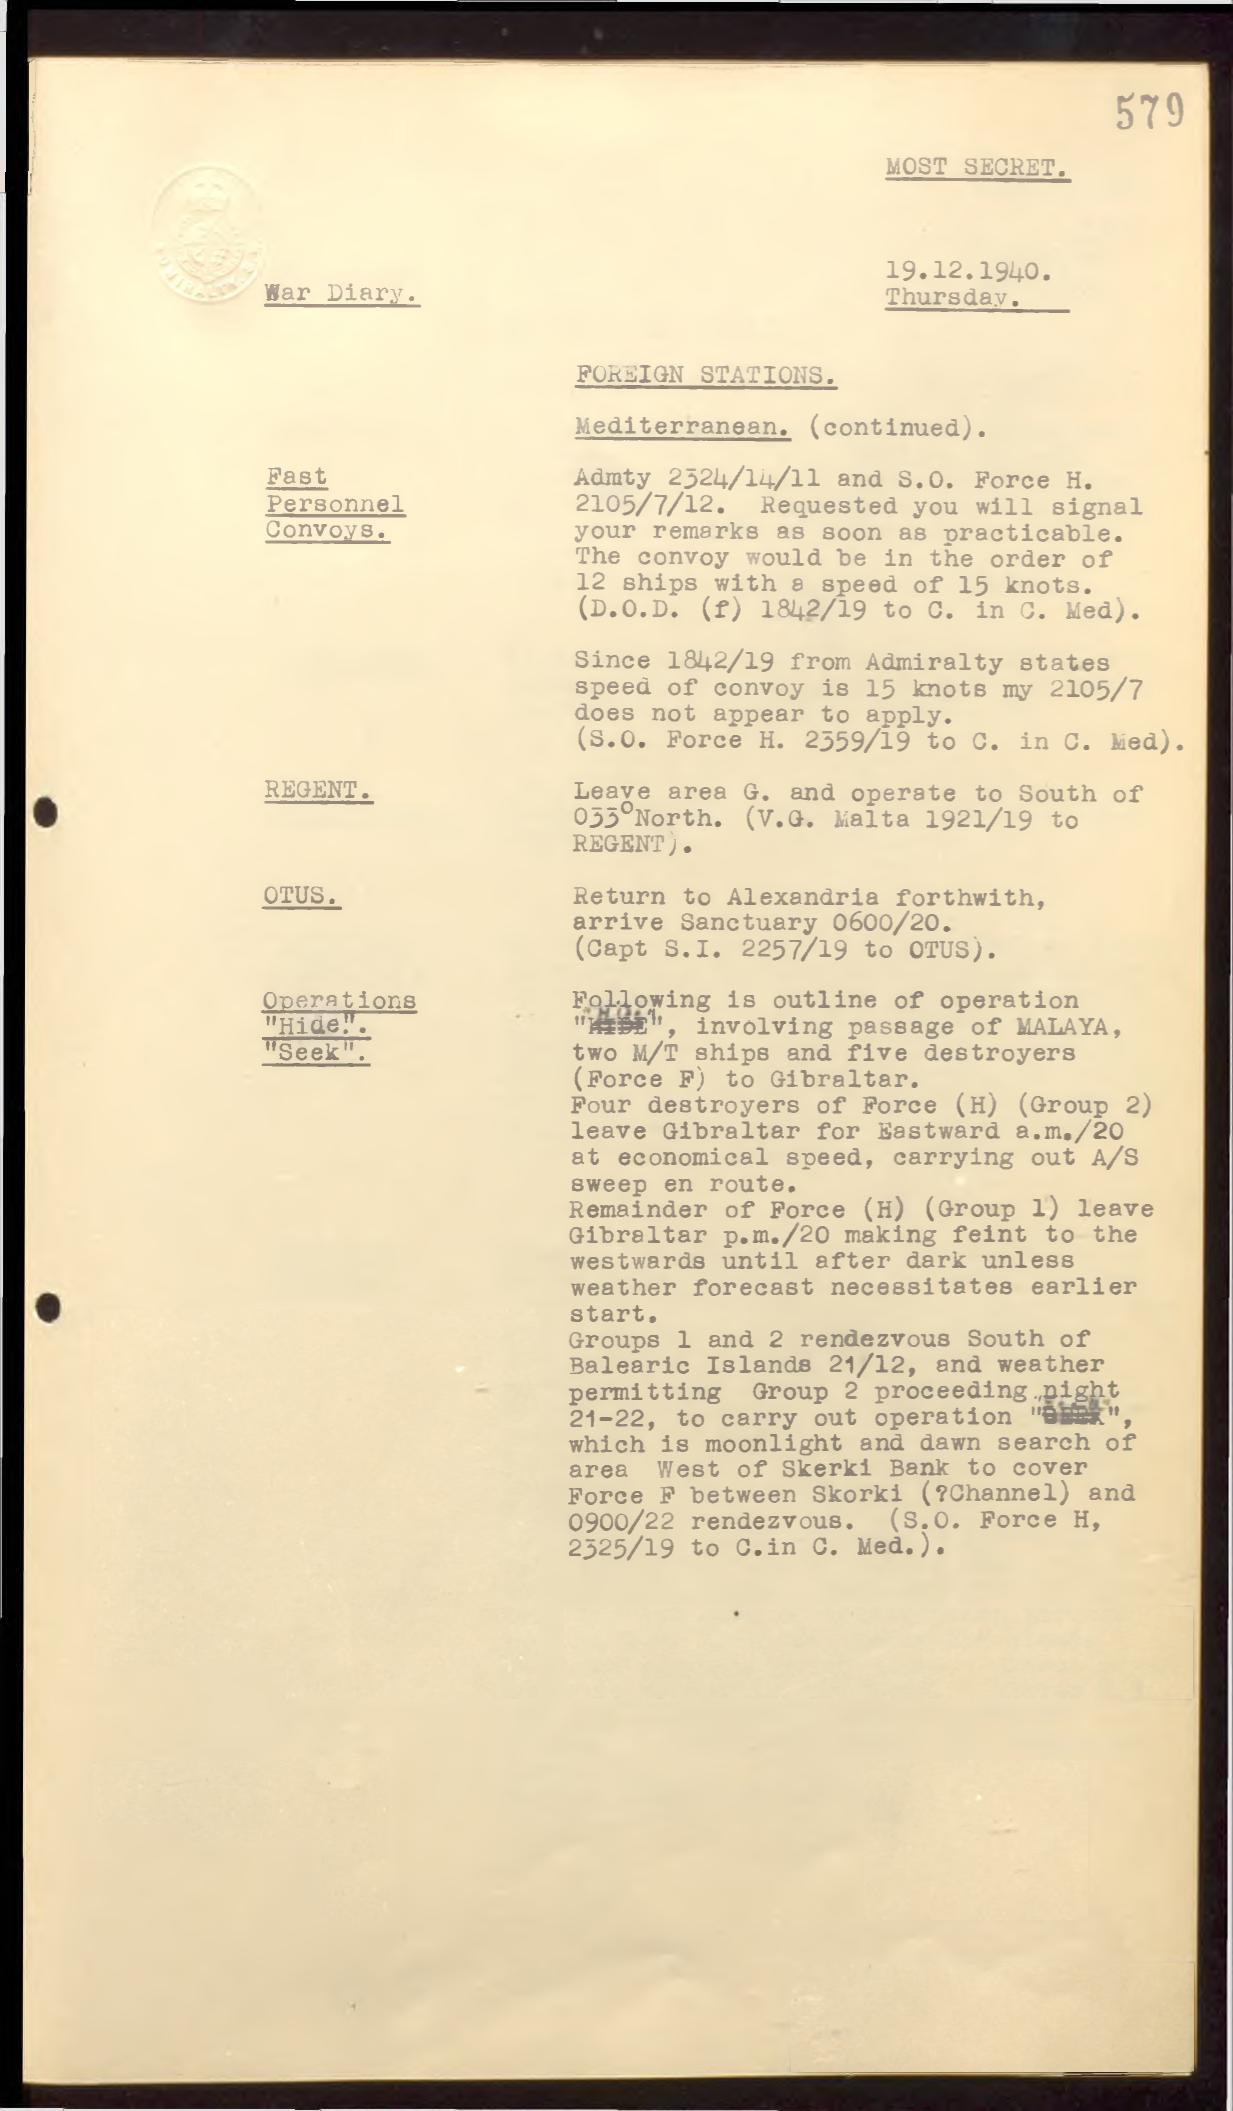 579
MOST SECRET.
19.12.1940.
Thursday.
War Diary.
FOREIGN STATIONS.
Mediterranean. (continued).
Fast
Personnel
Convoys.
Admty 2324/14/11 and S.O. Force H.
2105/7/12. Requested you will signal
your remarks as soon as practicable.
The convoy would be in the order of
12 ships with a speed of 15 knots.
(D.O.D. (f) 1842/19 to C. in C. Med).
Since 1842/19 from Admiralty states
speed of convoy is 15 knots my 2105/7
does not appear to apply.
(S.O. Force H. 2359/19 to C. in C. Med).
REGENT.
Leave area G. and operate to South of
033°North. (V.G. Malta 1921/19 to
REGENT).
OTUS.
Return to Alexandria forthwith,
arrive Sanctuary 0600/20.
(Capt S.I. 2257/19 to OTUS).
Operations
"Hide".
"Seek".
Following is outline of operation
"HIDE", involving passage of MALAYA,
two M/T ships and five destroyers
(Force F) to Gibraltar.
Four destroyers of Force (H) (Group 2)
leave Gibraltar for Eastward a.m./20
at economical speed, carrying out A/S
sweep en route.
Remainder of Force (H) (Group 1) leave
Gibraltar p.m./20 making feint to the
westwards until after dark unless
weather forecast necessitates earlier
start.
Groups 1 and 2 rendezvous South of
Balearic Islands 21/12, and weather
permitting Group 2 proceeding night
21-22, to carry out operation "",
which is moonlight and dawn search of
area West of Skerki Bank to cover
Force F between Skorki (?Channel) and
0900/22 rendezvous. (S.O. Force H,
2325/19 to C.in C. Med.).